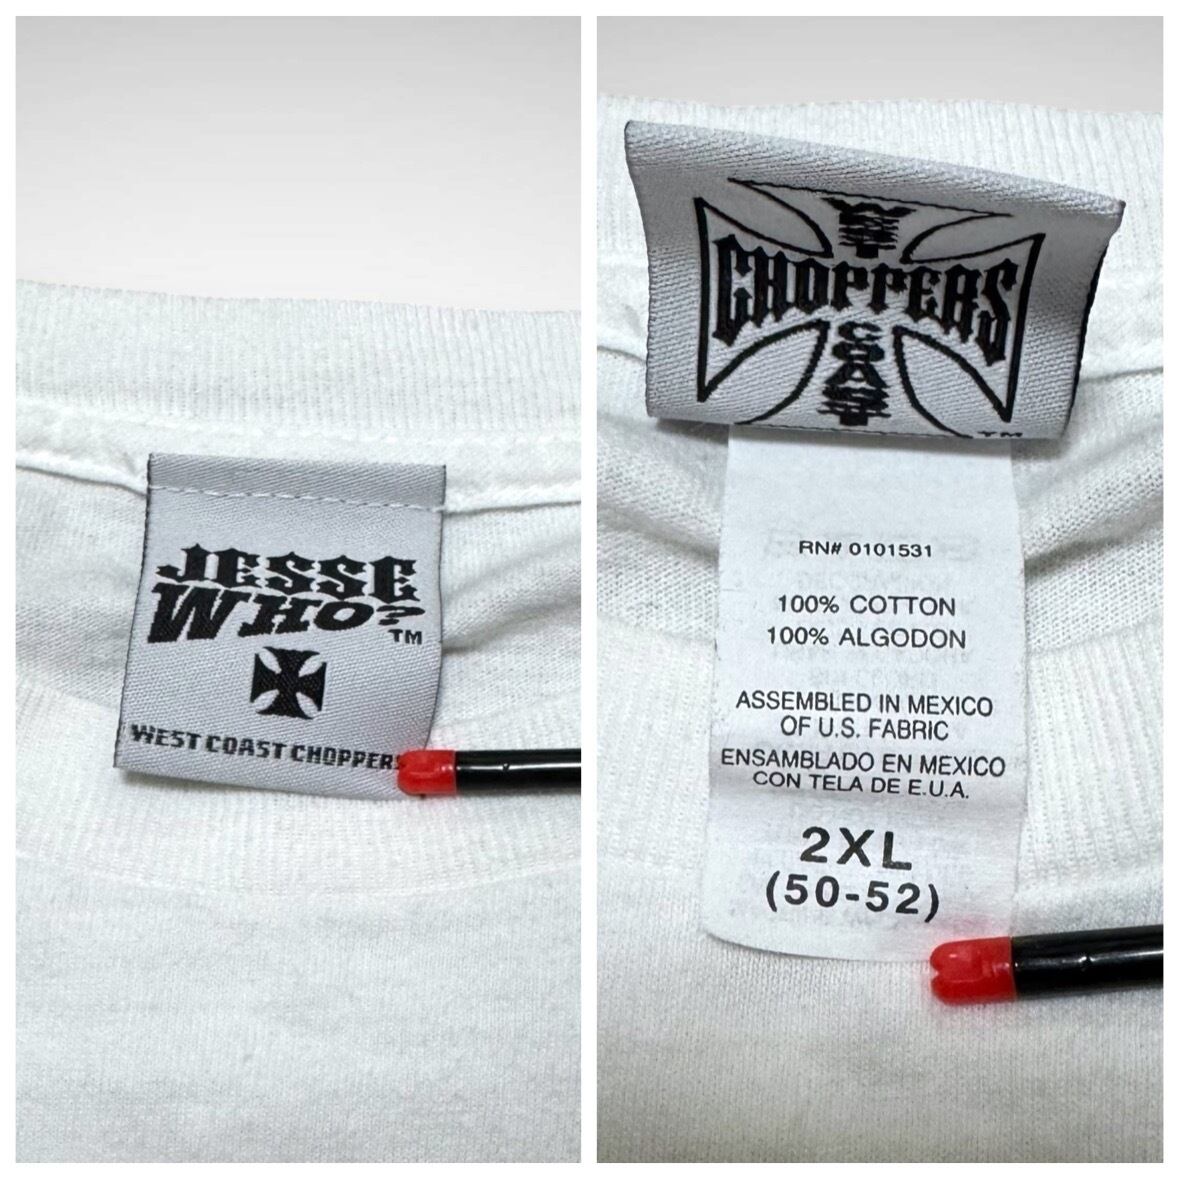 JESSE
WHO?
TM
WEST COAST CHOPPERS
WEST
CHOPPERS
COAST
TM
RN# 0101531
100% COTTON
100% ALGODON
ASSEMBLED IN MEXICO
OF U.S. FABRIC
ENSAMBLADO EN MEXICO
CON TELA DE E.U.A.
2XL
(50-52)